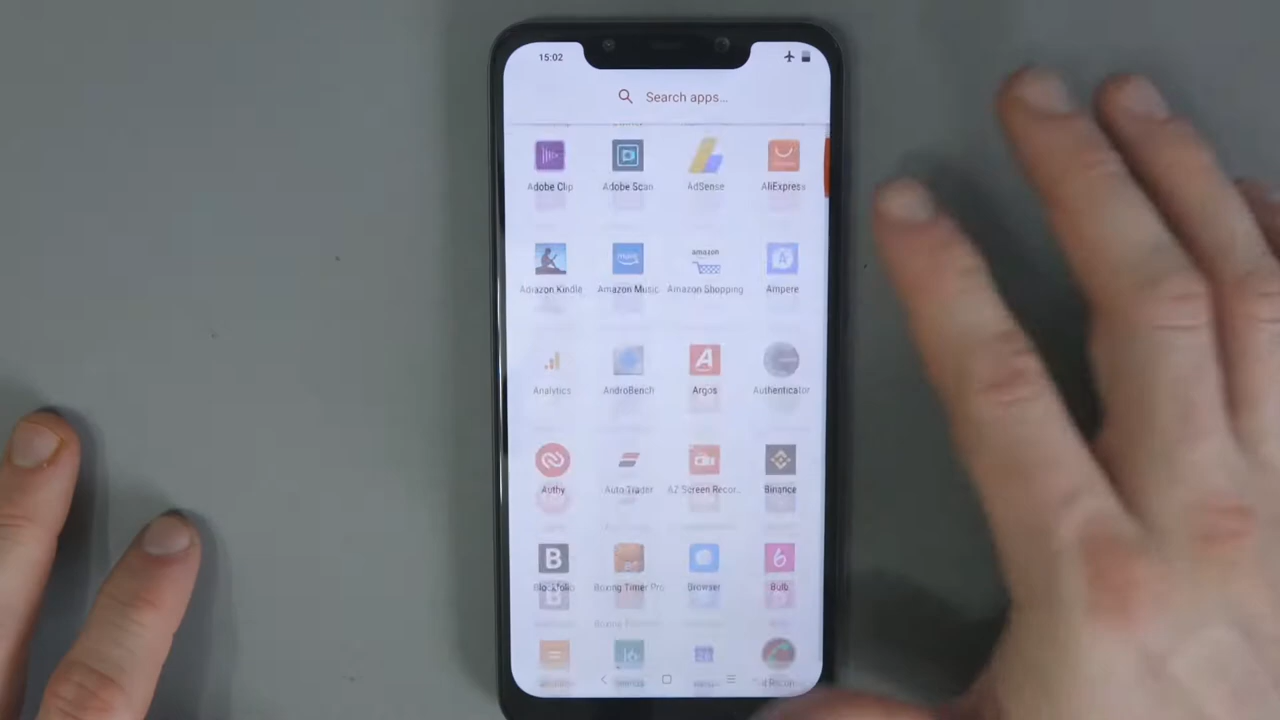 15:02
Search apps...
Adobe Clip Adobe Scan AdSense AliExpress
amazon
Amazon Kindle Amazon Music Amazon Shopping Ampere
Analytics AndroBench Argos Authenticator
Authy Auto Trader AZ Screen Recor.. Binance
B
Blockfolio Boxing Timer Pro Browser Bulb